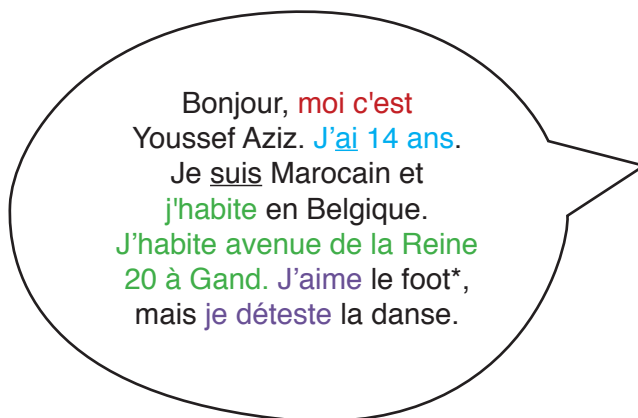 Bonjour, moi c'est
Youssef Aziz. J’ai 14 ans.
Je suis Marocain et
j'habite en Belgique.
J’habite avenue de la Reine
20 à Gand. J’aime le foot*,
mais je déteste la danse.